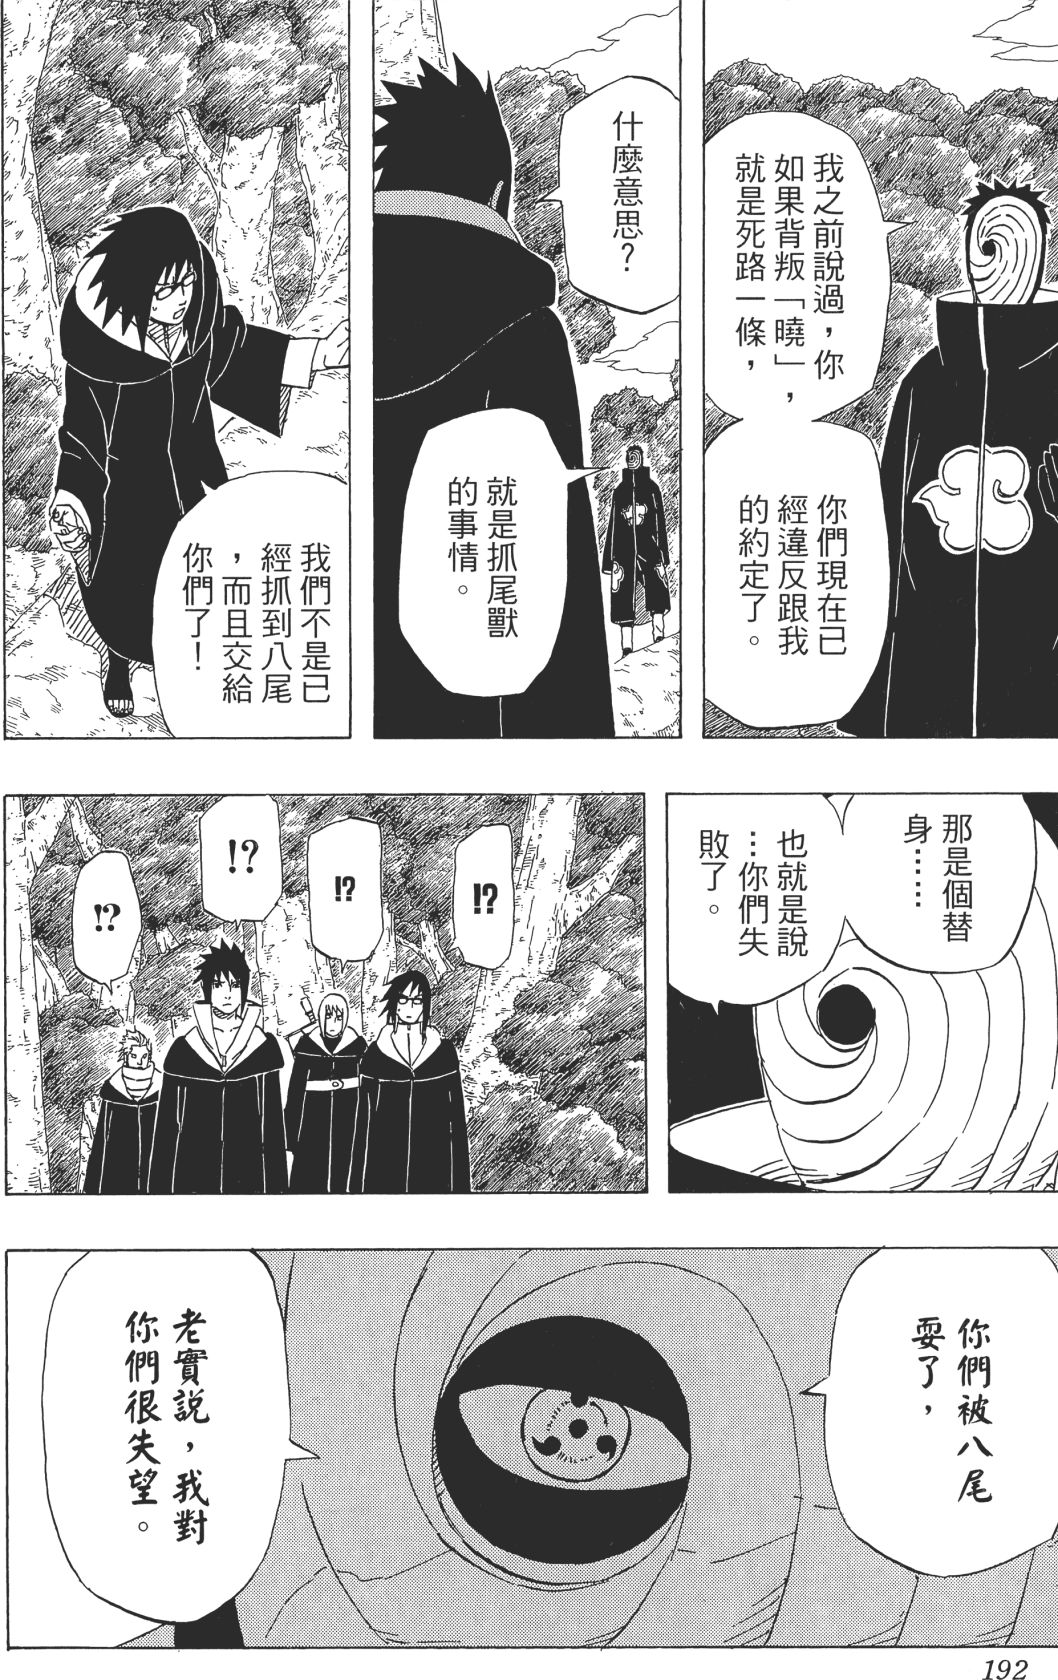 我之前說過，你
如果背叛「曉」，
就是死路一條，
你們現在已
經違反跟我
的約定了。
什麼意思？
就是抓尾獸
的事情。
我們不是已
經抓到八尾
，而且交給
你們了！
那是個替
身……
也就是說
…你們失
敗了。
!?
!?
!?
!?
你們被八尾
耍了，
老實說，我對
你們很失望。
192